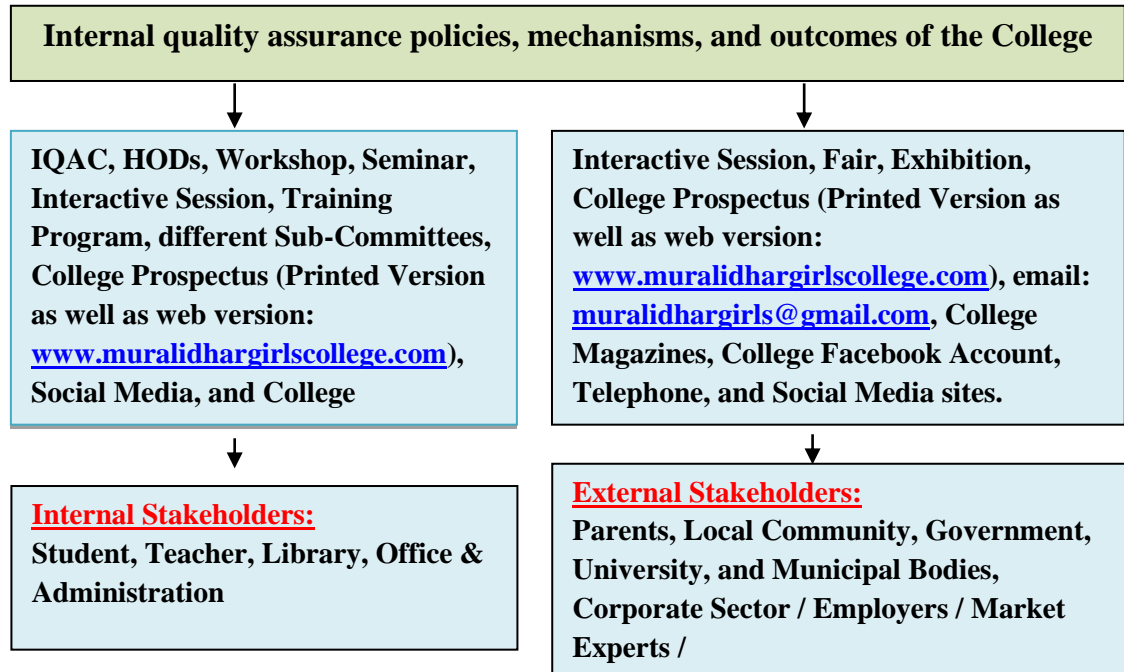 Internal quality assurance policies, mechanisms, and outcomes of the College
IQAC, HODs, Workshop, Seminar,
Interactive Session, Training
Program, different Sub-Committees,
College Prospectus (Printed Version
as well as web version:
www.muralidhargirlscollege.com),
Social Media, and College
Interactive Session, Fair, Exhibition,
College Prospectus (Printed Version as
well as web version:
www.muralidhargirlscollege.com), email:
muralidhargirls@gmail.com, College
Magazines, College Facebook Account,
Telephone, and Social Media sites.
Internal Stakeholders:
Student, Teacher, Library, Office &
Administration
External Stakeholders:
Parents, Local Community, Government,
University, and Municipal Bodies,
Corporate Sector / Employers / Market
Experts /